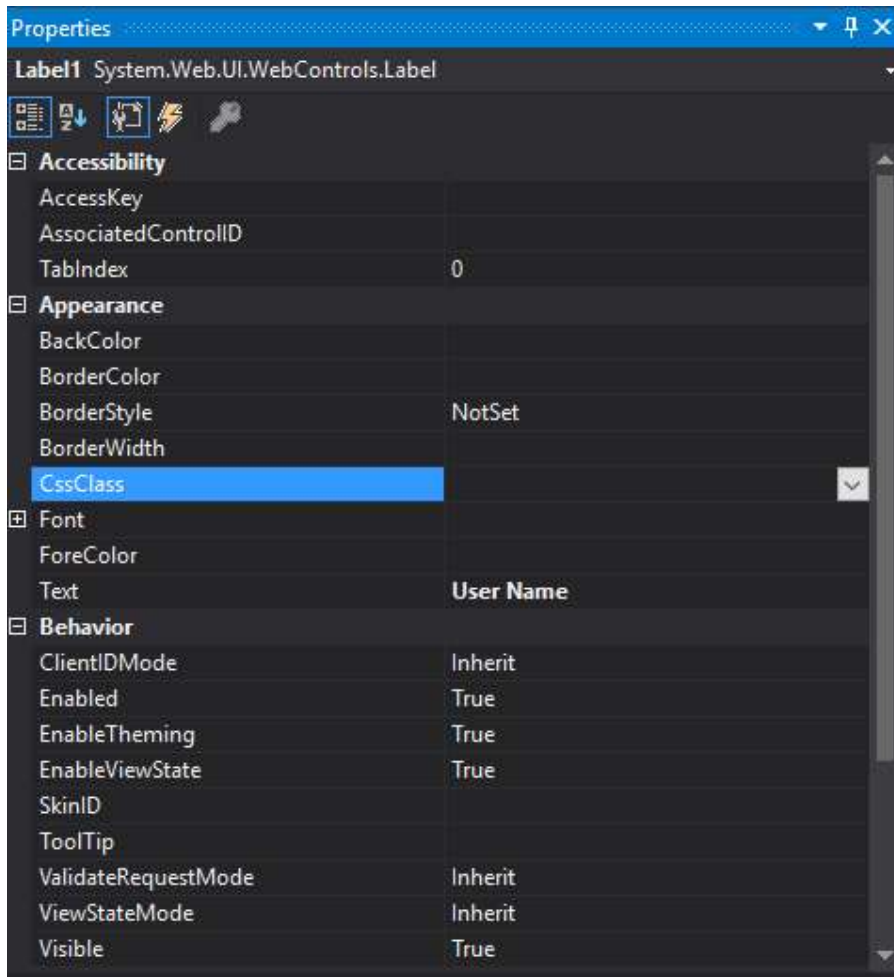 Properties
Label1 System.Web.UI.WebControls.Label
Accessibility
AccessKey
AssociatedControlID
TabIndex 0
Appearance
BackColor
BorderColor
BorderStyle NotSet
BorderWidth
CssClass
Font
ForeColor
Text User Name
Behavior
ClientIDMode Inherit
Enabled True
EnableTheming True
EnableViewState True
SkinID
ToolTip
ValidateRequestMode Inherit
ViewStateMode Inherit
Visible True